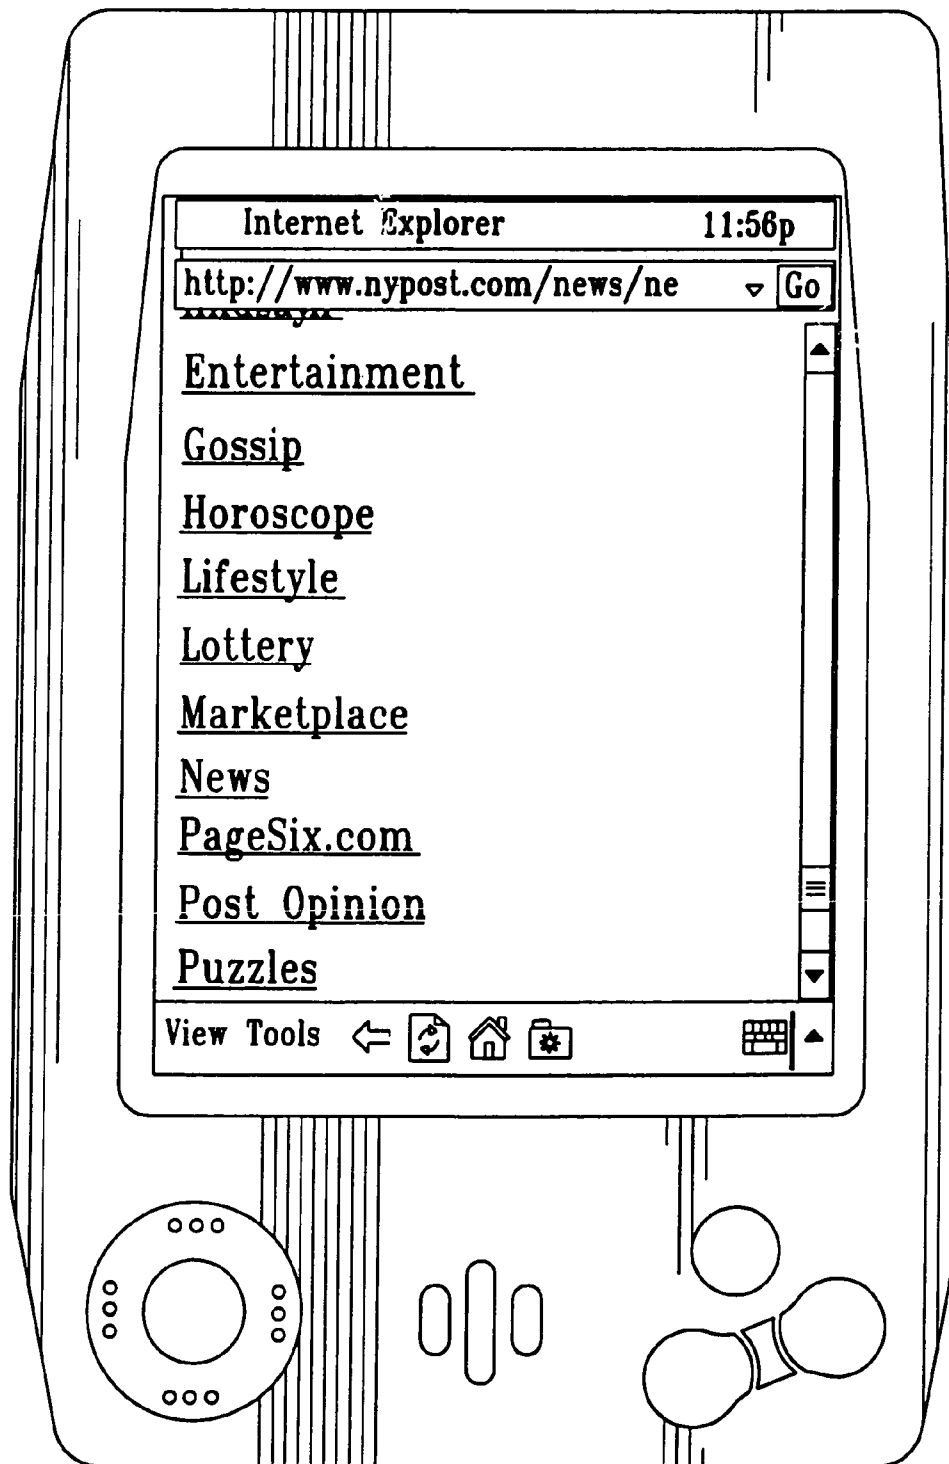 Internet Explorer 11:56p
http://www.nypost.com/news/ne Go
Entertainment
Gossip
Horoscope
Lifestyle
Lottery
Marketplace
News
PageSix.com
Post Opinion
Puzzles
View Tools